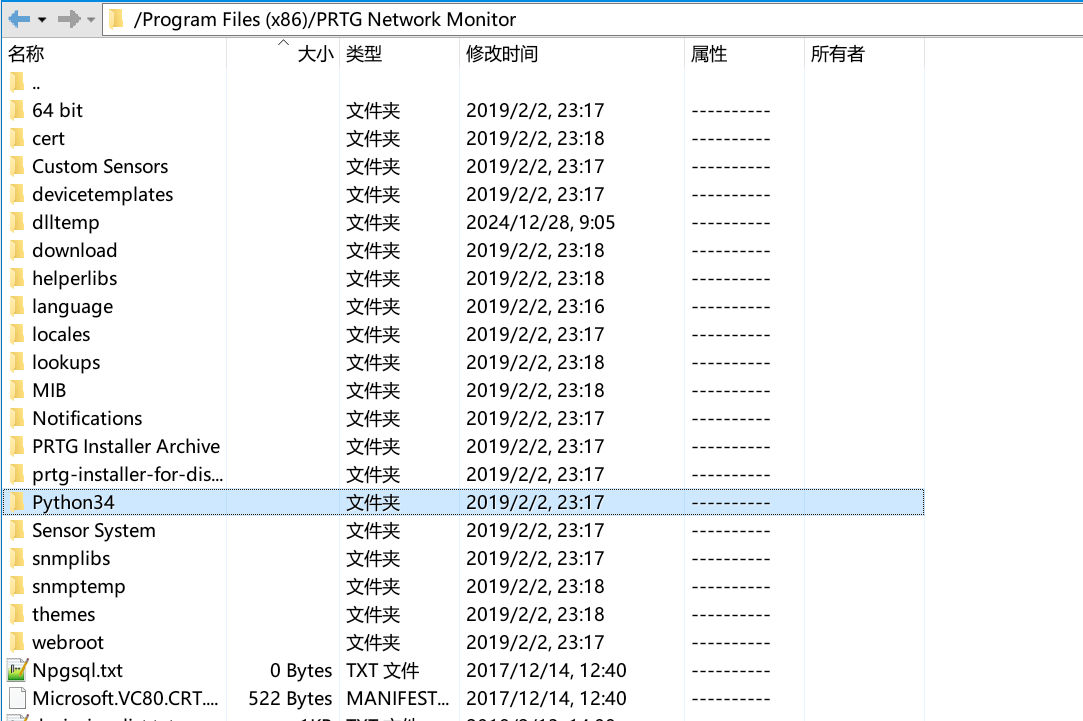 /Program Files (x86)/PRTG Network Monitor
名称 大小 类型 修改时间 属性 所有者
..
64 bit 文件夹 2019/2/2, 23:17 ----------
cert 文件夹 2019/2/2, 23:18 ----------
Custom Sensors 文件夹 2019/2/2, 23:17 ----------
devicetemplates 文件夹 2019/2/2, 23:17 ----------
dlltemp 文件夹 2024/12/28, 9:05 ----------
download 文件夹 2019/2/2, 23:18 ----------
helperlibs 文件夹 2019/2/2, 23:18 ----------
language 文件夹 2019/2/2, 23:16 ----------
locales 文件夹 2019/2/2, 23:17 ----------
lookups 文件夹 2019/2/2, 23:18 ----------
MIB 文件夹 2019/2/2, 23:18 ----------
Notifications 文件夹 2019/2/2, 23:17 ----------
PRTG Installer Archive 文件夹 2019/2/2, 23:17 ----------
prtg-installer-for-dis... 文件夹 2019/2/2, 23:17 ----------
Python34 文件夹 2019/2/2, 23:17 ----------
Sensor System 文件夹 2019/2/2, 23:17 ----------
snmplibs 文件夹 2019/2/2, 23:17 ----------
snmptemp 文件夹 2019/2/2, 23:18 ----------
themes 文件夹 2019/2/2, 23:18 ----------
webroot 文件夹 2019/2/2, 23:17 ----------
Npgsql.txt 0 Bytes TXT 文件 2017/12/14, 12:40
Microsoft.VC80.CRT.... 522 Bytes MANIFEST... 2017/12/14, 12:40